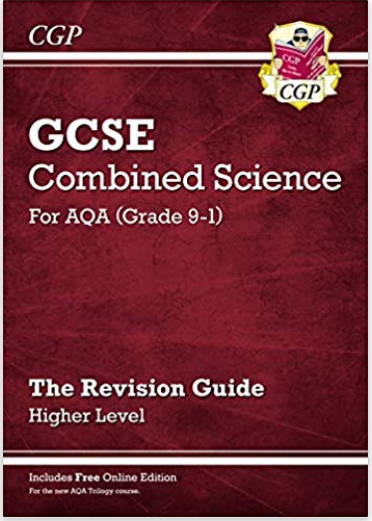 CGP
CGP
CGP
GCSE
Combined Science
For AQA (Grade 9-1)
The Revision Guide
Higher Level
Includes Free Online Edition
For the new AQA Trilogy course.